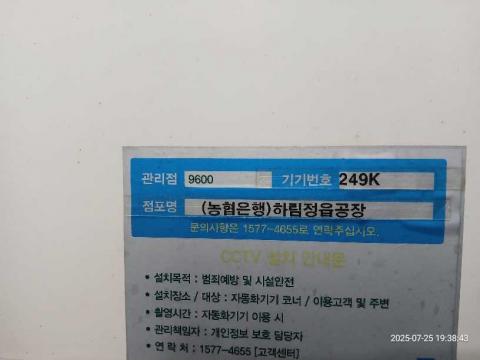 관리점 9600 기기번호 249K
점포명 (농협은행)하림정읍공장
문의사항은 1577-4655로 연락주십시오.
CCTV 설치 안내문
• 설치목적 : 범죄예방 및 시설안전
• 설치장소 / 대상 : 자동화기기 코너 / 이용고객 및 주변
• 촬영시간 : 자동화기기 이용 시
• 관리책임자 : 개인정보 보호 담당자
• 연 락 처 : 1577-4655 [고객센터]
2025-07-25 19:38:43